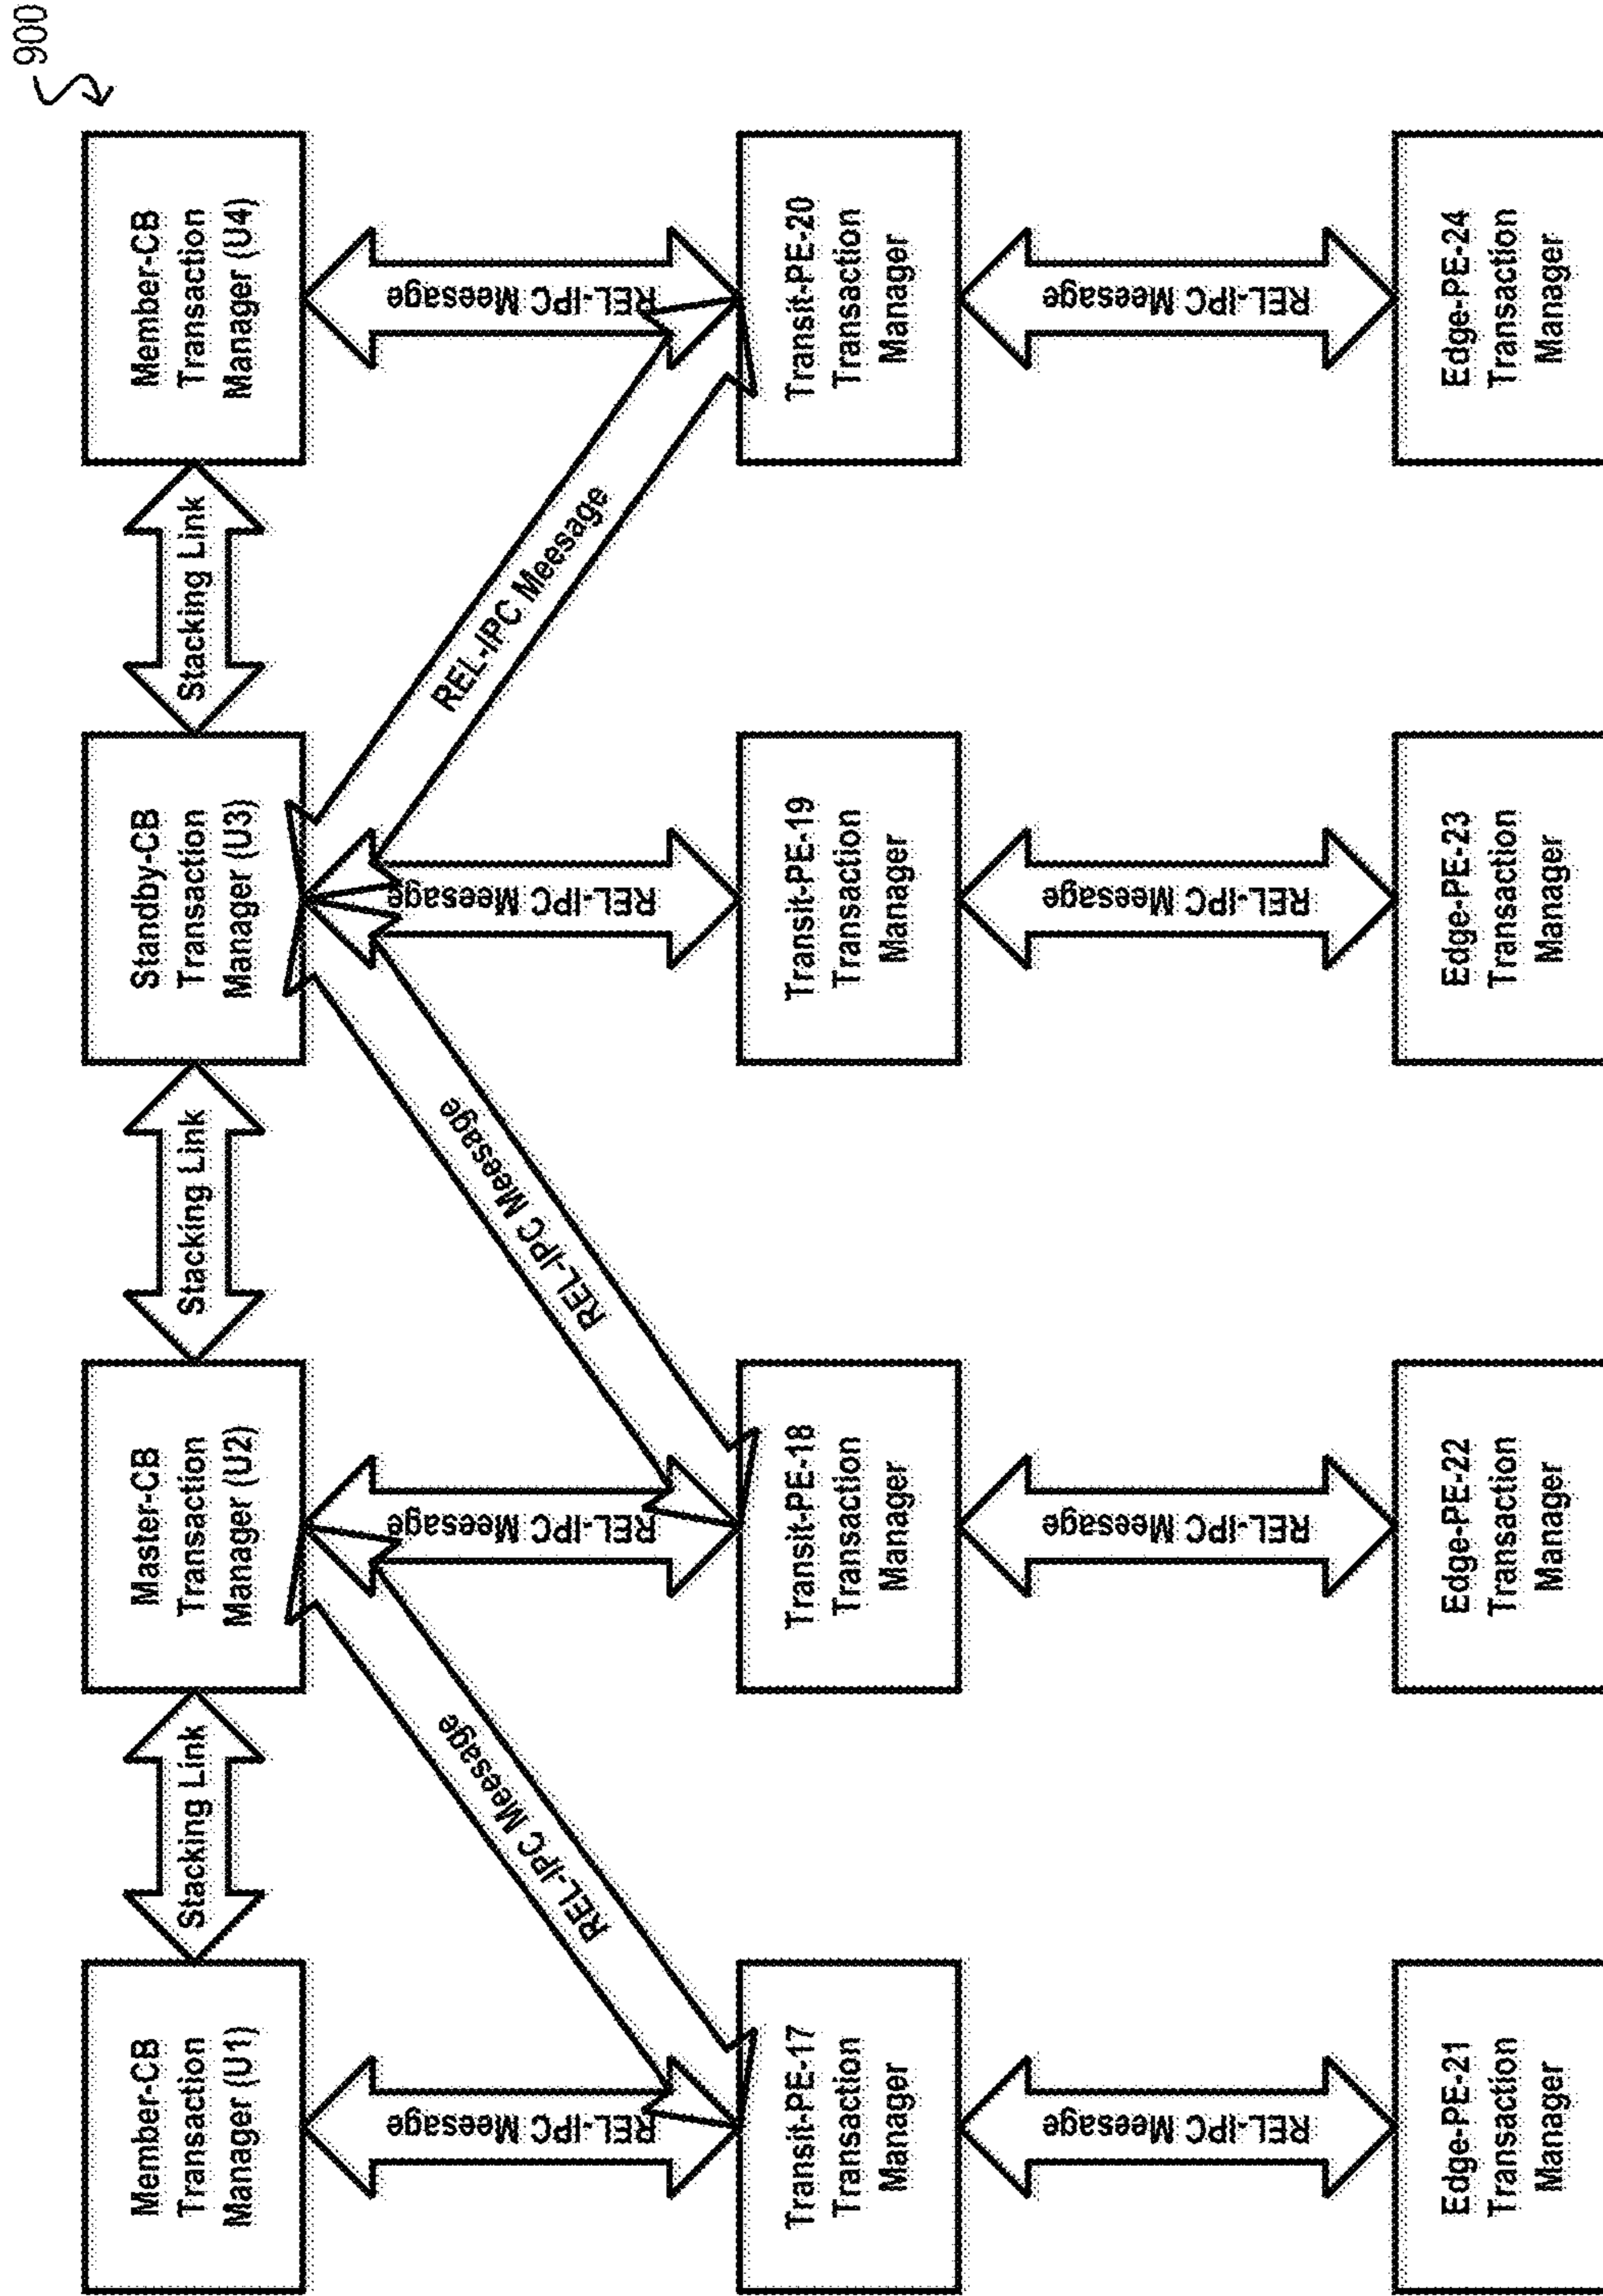 900
Member-CB
Transaction
Manager (U1)
Stacking Link
Master-CB
Transaction
Manager (U2)
Stacking Link
Standby-CB
Transaction
Manager (U3)
Stacking Link
Member-CB
Transaction
Manager (U4)
REL-IPC Meesage
REL-IPC Meesage
REL-IPC Meesage
REL-IPC Meesage
REL-IPC Meesage
REL-IPC Meesage
REL-IPC Meesage
Transit-PE-17
Transaction
Manager
Transit-PE-18
Transaction
Manager
Transit-PE-19
Transaction
Manager
Transit-PE-20
Transaction
Manager
REL-IPC Meesage
REL-IPC Meesage
REL-IPC Meesage
REL-IPC Meesage
Edge-PE-21
Transaction
Manager
Edge-PE-22
Transaction
Manager
Edge-PE-23
Transaction
Manager
Edge-PE-24
Transaction
Manager